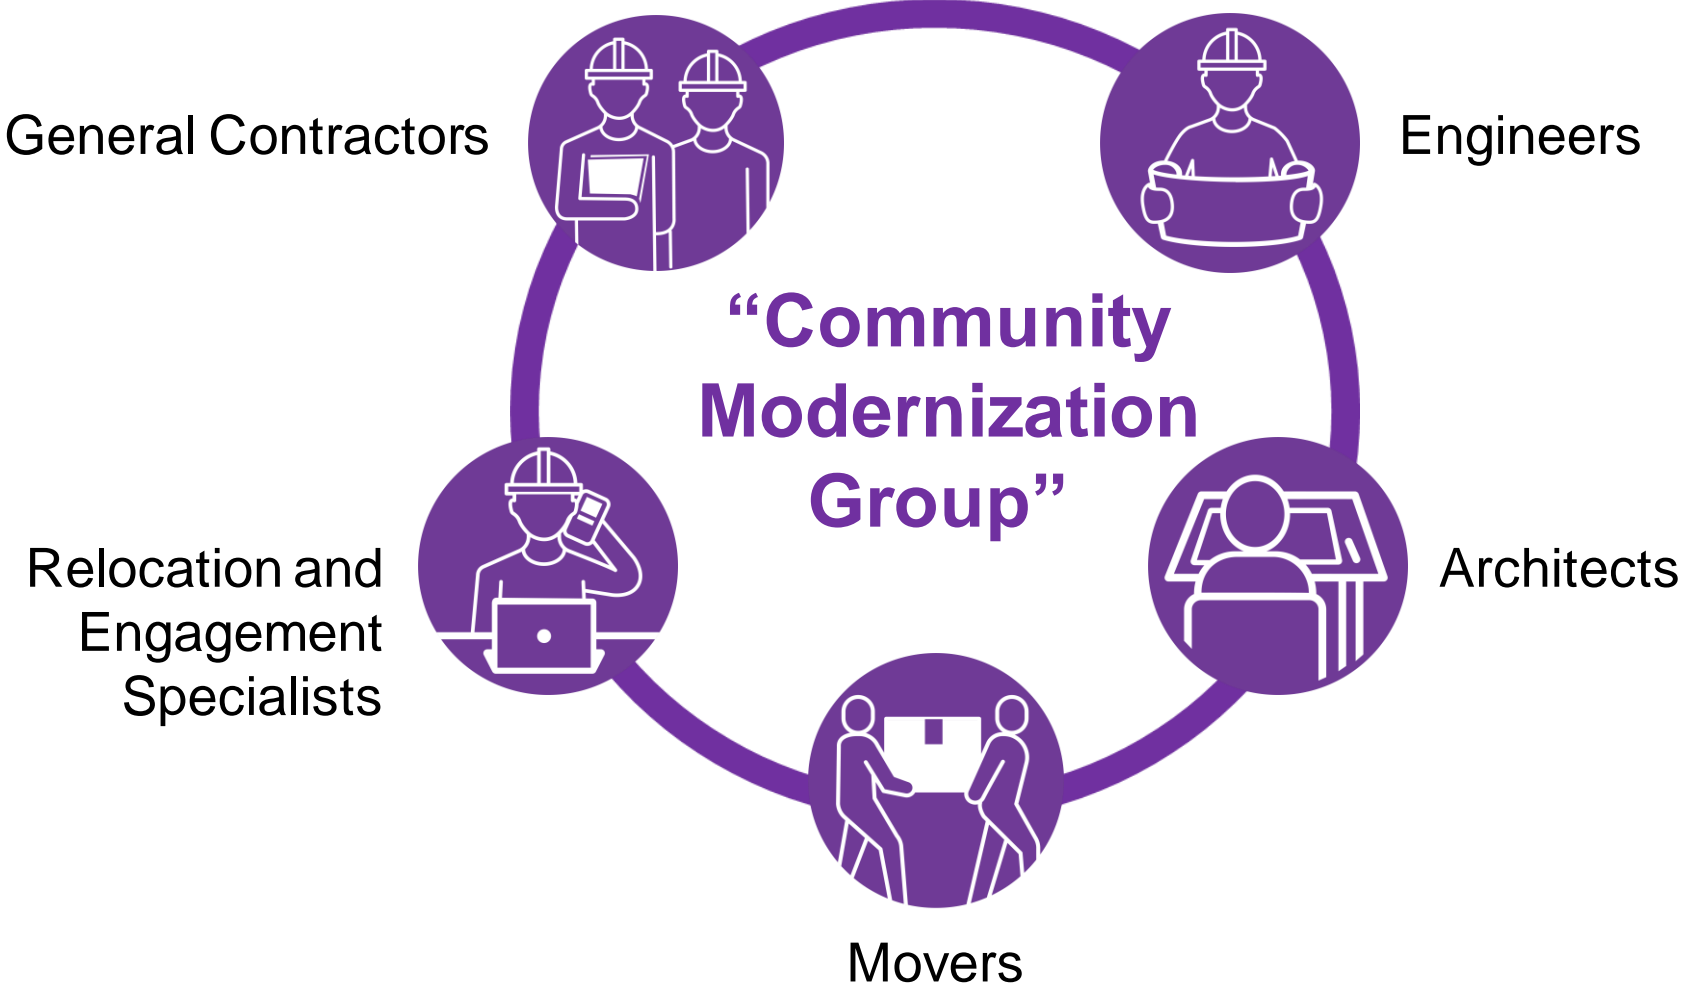 General Contractors
Engineers
“Community
Modernization
Group”
Relocation and
Engagement
Specialists
Architects
Movers